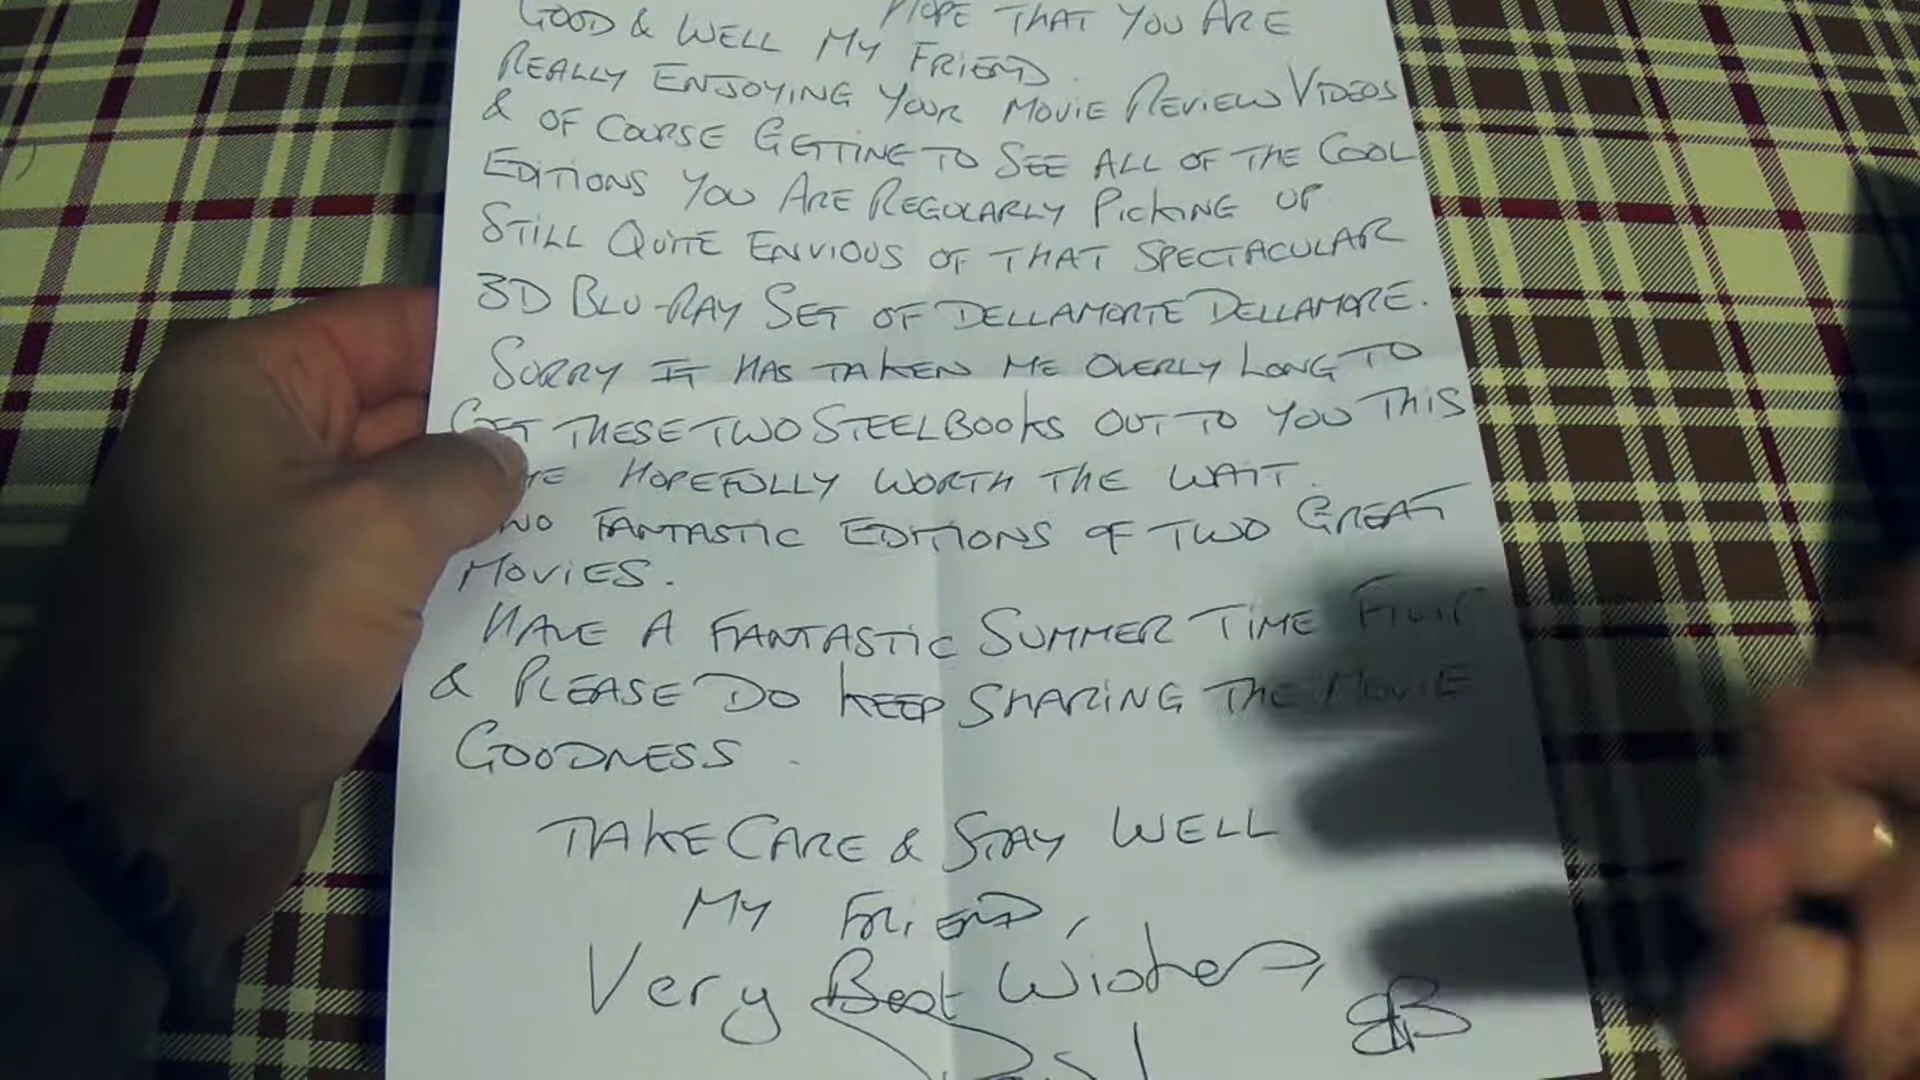 HOPE THAT YOU ARE
GOOD & WELL MY FRIEND.
REALLY ENJOYING YOUR MOVIE REVIEW VIDEOS
& OF COURSE GETTING TO SEE ALL OF THE COOL
EDITIONS YOU ARE REGULARLY PICKING UP
STILL QUITE ENVIOUS OF THAT SPECTACULAR
3D BLU-RAY SET OF DELLAMORTE DELLAMORE.
SORRY IT HAS TAKEN ME OVERLY LONG TO
GET THESE TWO STEELBOOKS OUT TO YOU THIS
HOPEFULLY WORTH THE WAIT.
FANTASTIC EDITIONS OF TWO GREAT
MOVIES.
HAVE A FANTASTIC SUMMER TIME
& PLEASE DO KEEP SHARING THE MOVIE
GOODNESS.
TAKE CARE & STAY WELL
MY FRIEND,
Very Best Wishes,